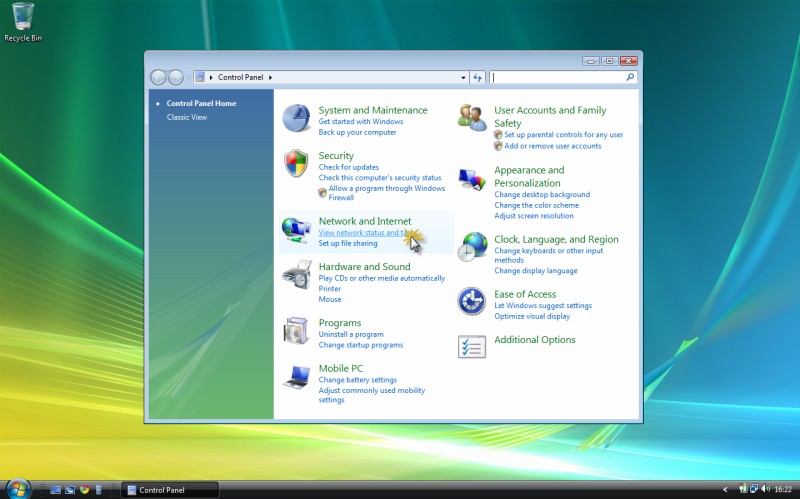 Recycle Bin
Control Panel
Control Panel Home
Classic View
System and Maintenance
Get started with Windows
Back up your computer
Security
Check for updates
Check this computer's security status
Allow a program through Windows
Firewall
Network and Internet
View network status and
Set up file sharing
Hardware and Sound
Play CDs or other media automatically
Printer
Mouse
Programs
Uninstall a program
Change startup programs
Mobile PC
Change battery settings
Adjust commonly used mobility
settings
User Accounts and Family
Safety
Set up parental controls for any user
Add or remove user accounts
Appearance and
Personalization
Change desktop background
Change the color scheme
Adjust screen resolution
Clock, Language, and Region
Change keyboards or other input
methods
Change display language
Ease of Access
Let Windows suggest settings
Optimize visual display
Additional Options
Control Panel
16:22